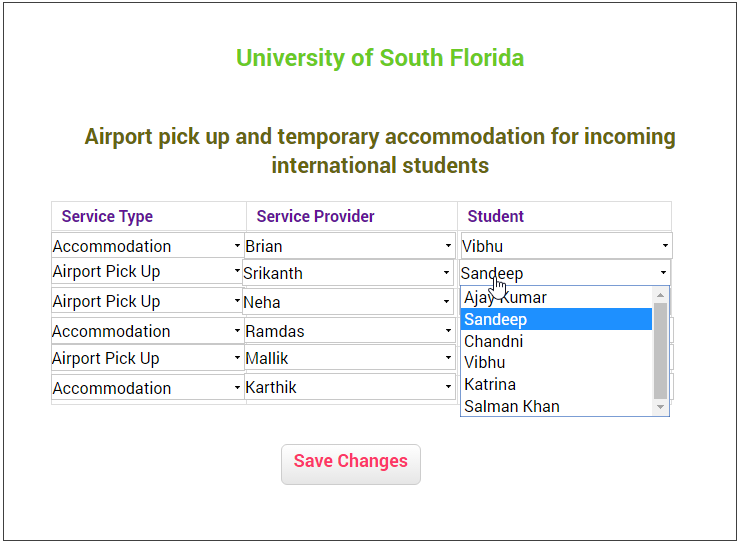 University of South Florida
Airport pick up and temporary accommodation for incoming
international students
Service Type Service Provider Student
Accommodation Brian Vibhu
Airport Pick Up Srikanth Sandeep
Ajay Kumar
Airport Pick Up Neha
Sandeep
Accommodation Ramdas
Chandni
Airport Pick Up Mallik
Vibhu
Accommodation Karthik
Katrina
Salman Khan
Save Changes